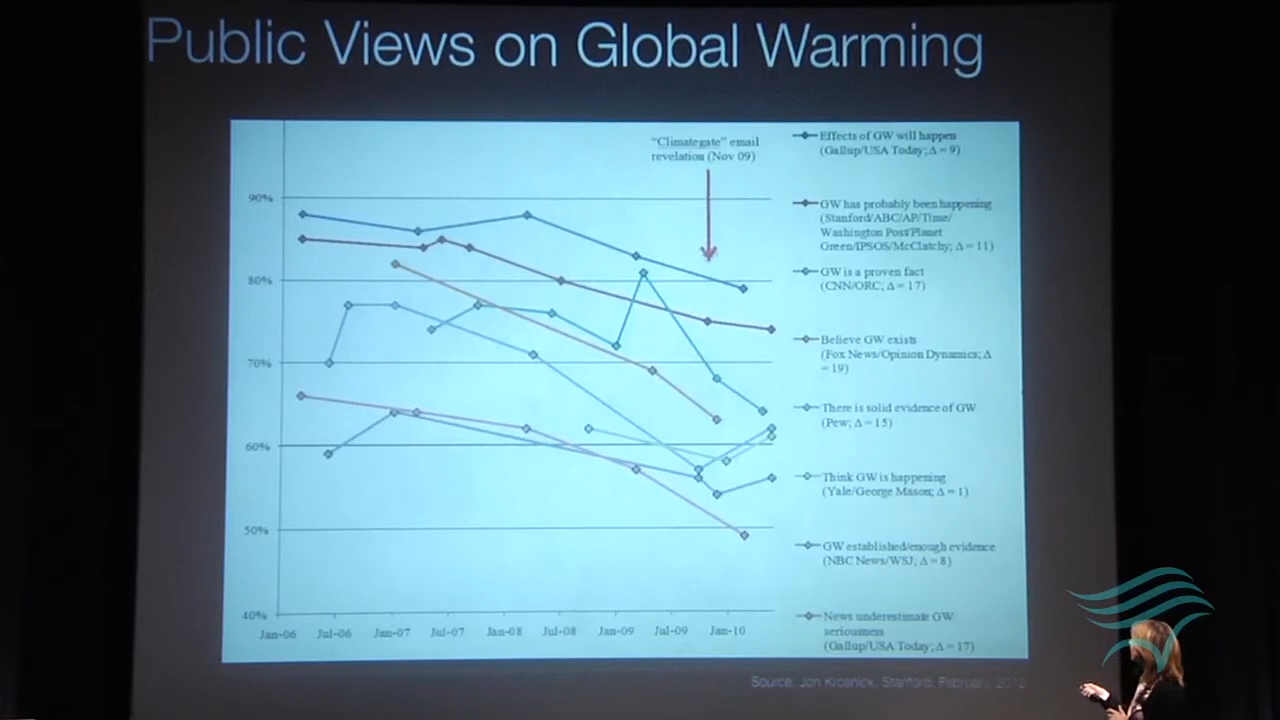 Public Views on Global Warming
"Climategate" email
revelation (Nov 09)
90%
80%
70%
60%
50%
40%
Jan-06 Jul-06 Jan-07 Jul-07 Jan-08 Jul-08 Jan-09 Jul-09 Jan-10
Effects of GW will happen
(Gallup/USA Today; Δ = 9)
GW has probably been happening
(Stanford/ABC/AP/Time/
Washington Post/Planet
Green/IPSOS/McClatchy; Δ = 11)
GW is a proven fact
(CNN/ORC; Δ = 17)
Believe GW exists
(Fox News/Opinion Dynamics; Δ
= 19)
There is solid evidence of GW
(Pew; Δ = 15)
Think GW is happening
(Yale/George Mason; Δ = 1)
GW established/enough evidence
(NBC News/WSJ; Δ = 8)
News underestimate GW
seriousness
(Gallup/USA Today; Δ = 17)
Source: Jon Krosnick, Stanford, February,